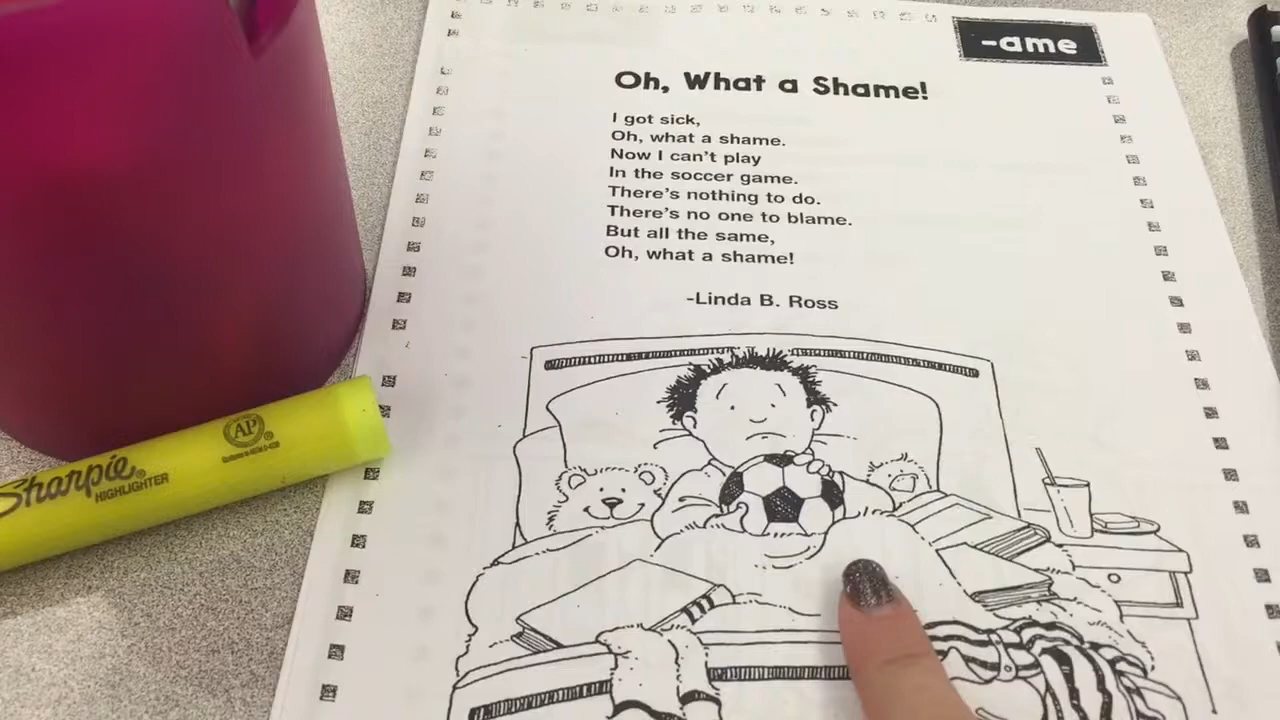 -ame
Oh, What a Shame!
I got sick,
Oh, what a shame.
Now I can't play
In the soccer game.
There's nothing to do.
There's no one to blame.
But all the same,
Oh, what a shame!
-Linda B. Ross
AP
Sharpie®
HIGHLIGHTER